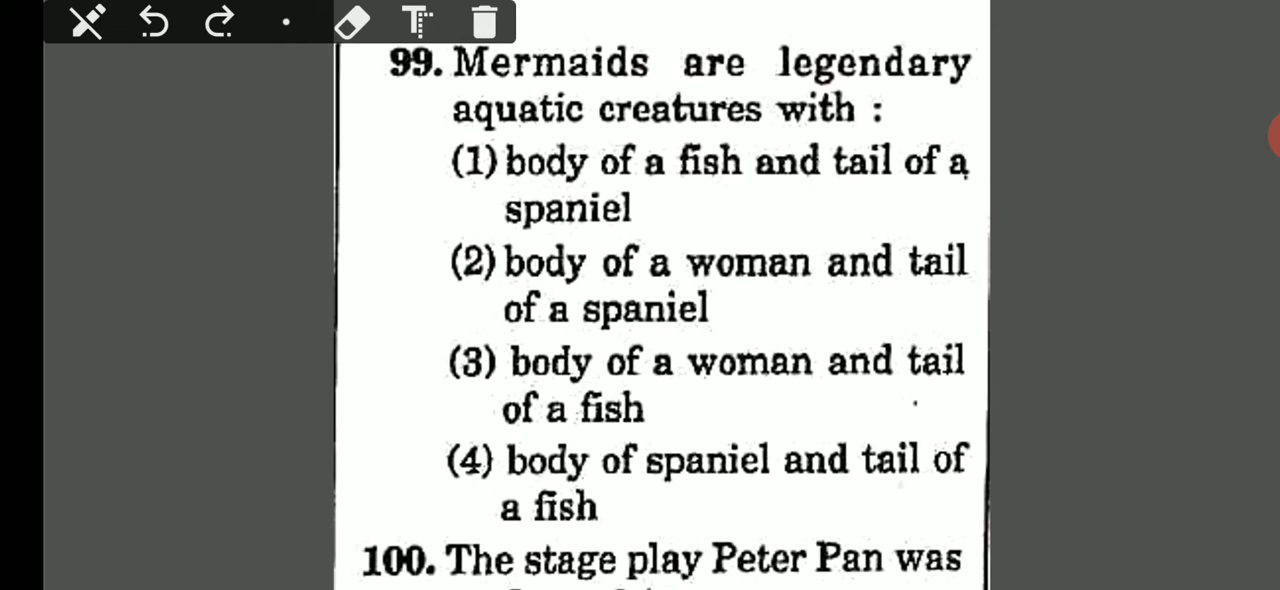 99. Mermaids are legendary
aquatic creatures with :
(1) body of a fish and tail of a
spaniel
(2) body of a woman and tail
of a spaniel
(3) body of a woman and tail
of a fish
(4) body of spaniel and tail of
a fish
100. The stage play Peter Pan was